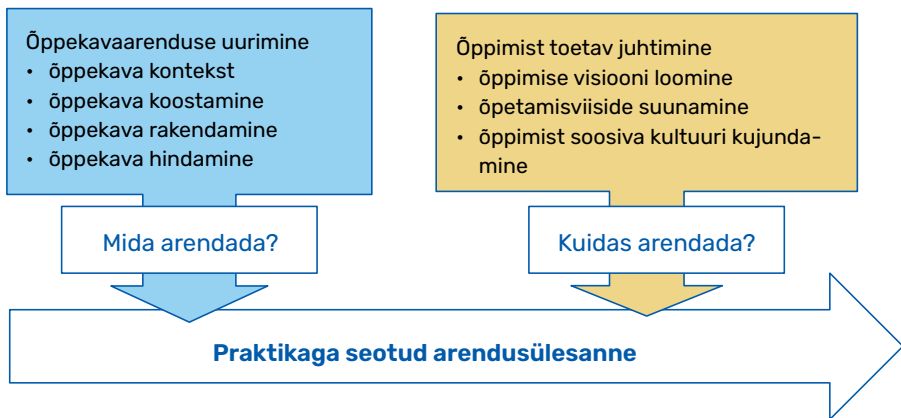 Õppekavaarenduse uurimine
• õppekava kontekst
• õppekava koostamine
• õppekava rakendamine
• õppekava hindamine
Mida arendada?
Õppimist toetav juhtimine
• õppimise visiooni loomine
• õpetamisviiside suunamine
• õppimist soosiva kultuuri kujunda-
mine
Kuidas arendada?
Praktikaga seotud arendusülesanne